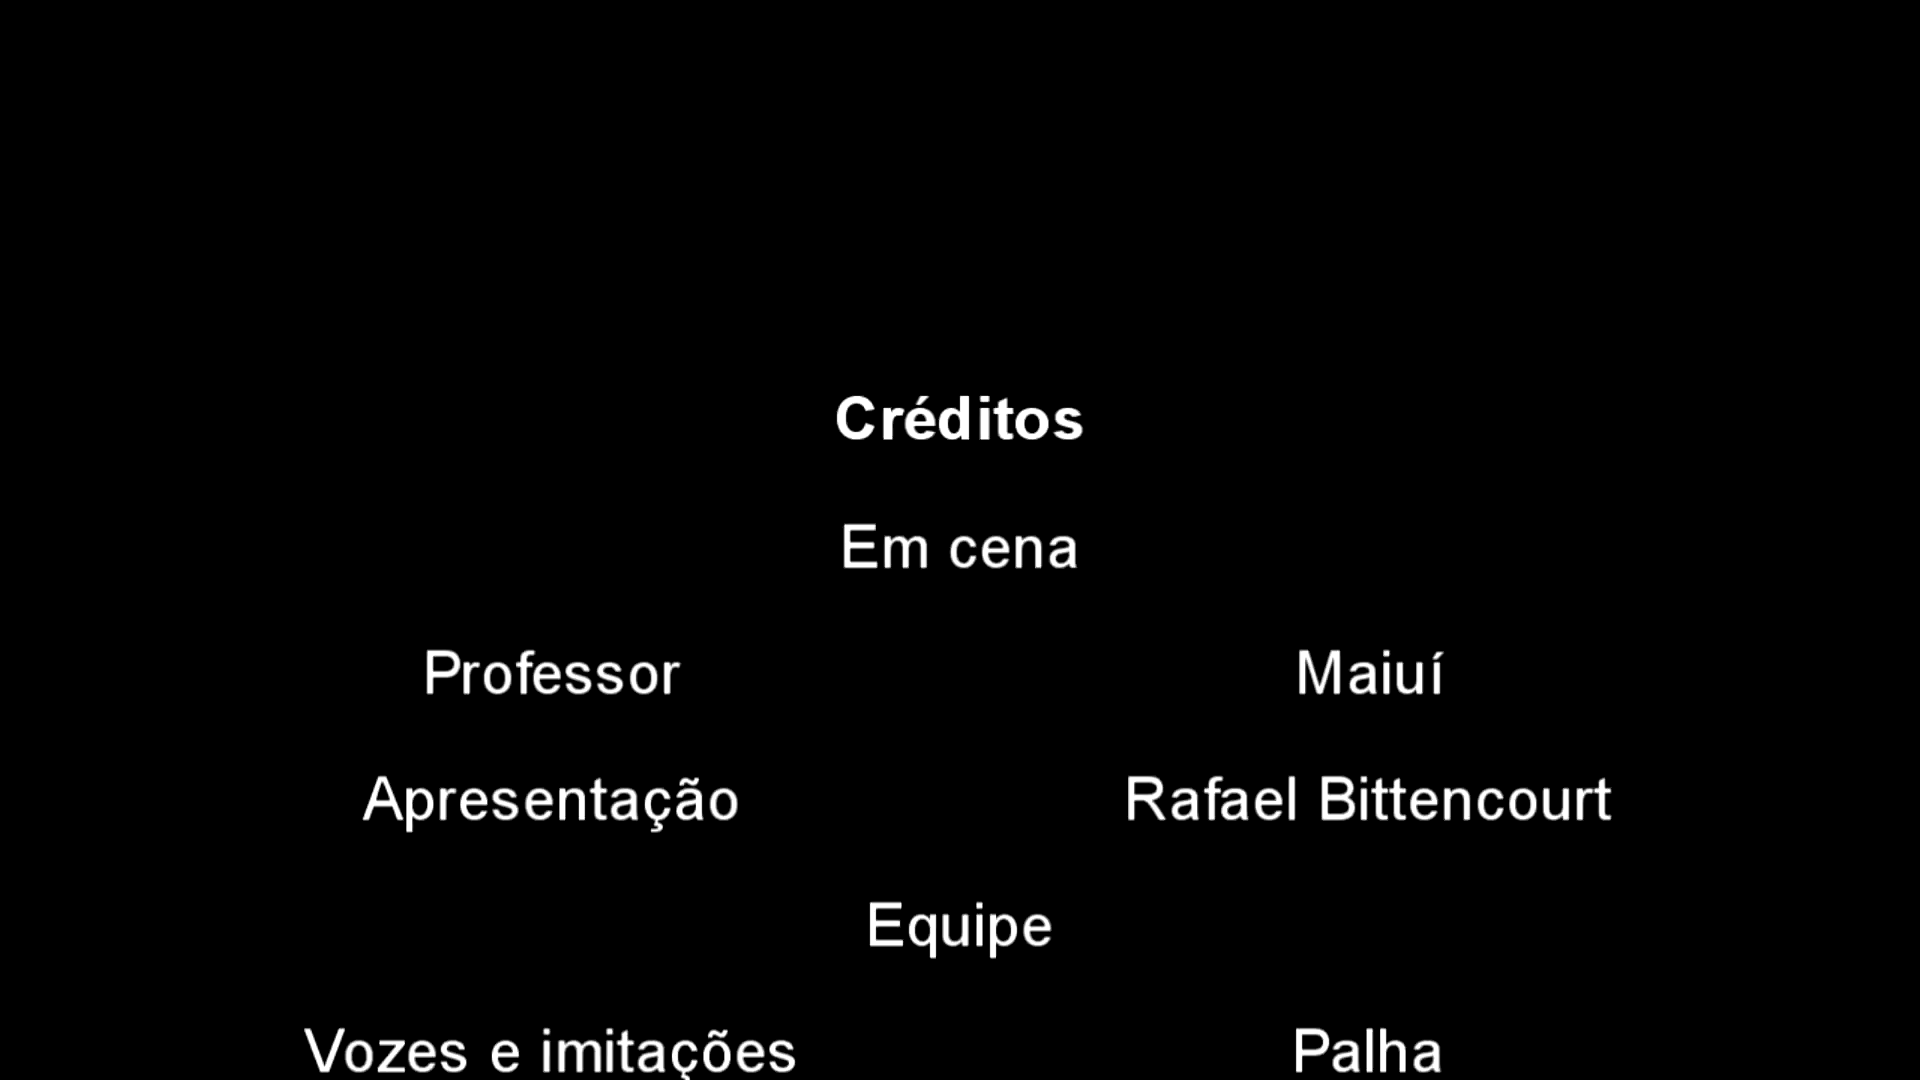 Créditos
Em cena
Professor Maiuí
Apresentação Rafael Bittencourt
Equipe
Vozes e imitações Palha